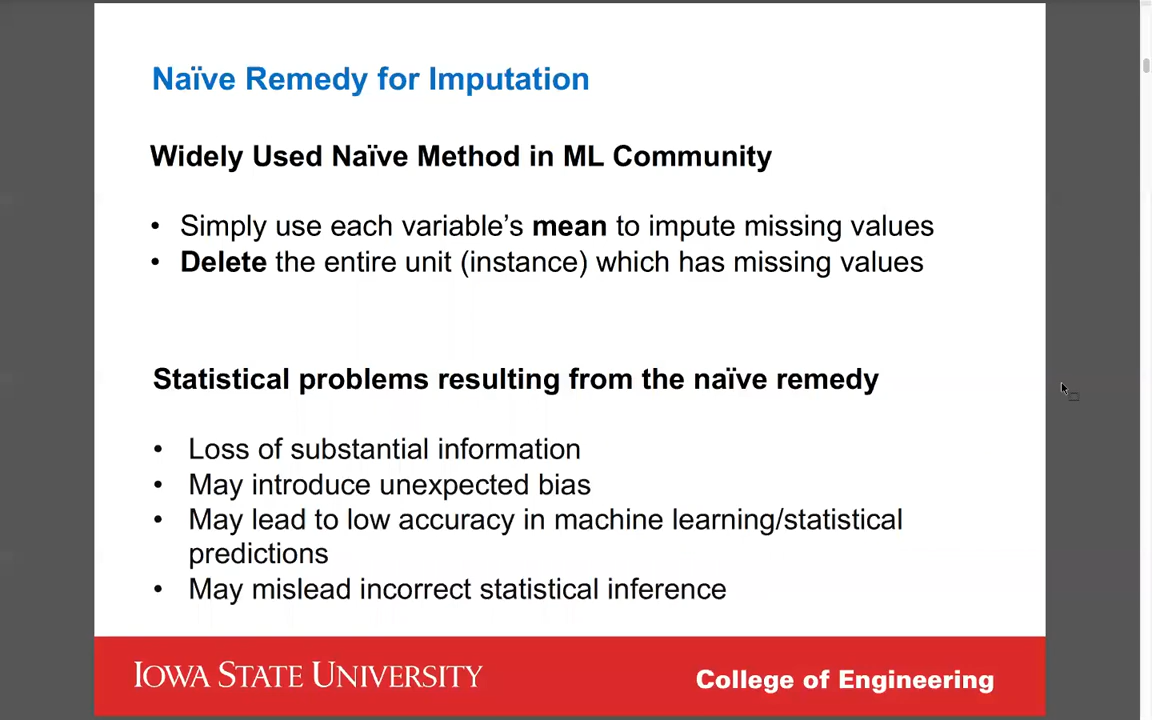 Naïve Remedy for Imputation
Widely Used Naïve Method in ML Community
• Simply use each variable’s mean to impute missing values
• Delete the entire unit (instance) which has missing values
Statistical problems resulting from the naïve remedy
• Loss of substantial information
• May introduce unexpected bias
• May lead to low accuracy in machine learning/statistical
predictions
• May mislead incorrect statistical inference
IOWA STATE UNIVERSITY
College of Engineering